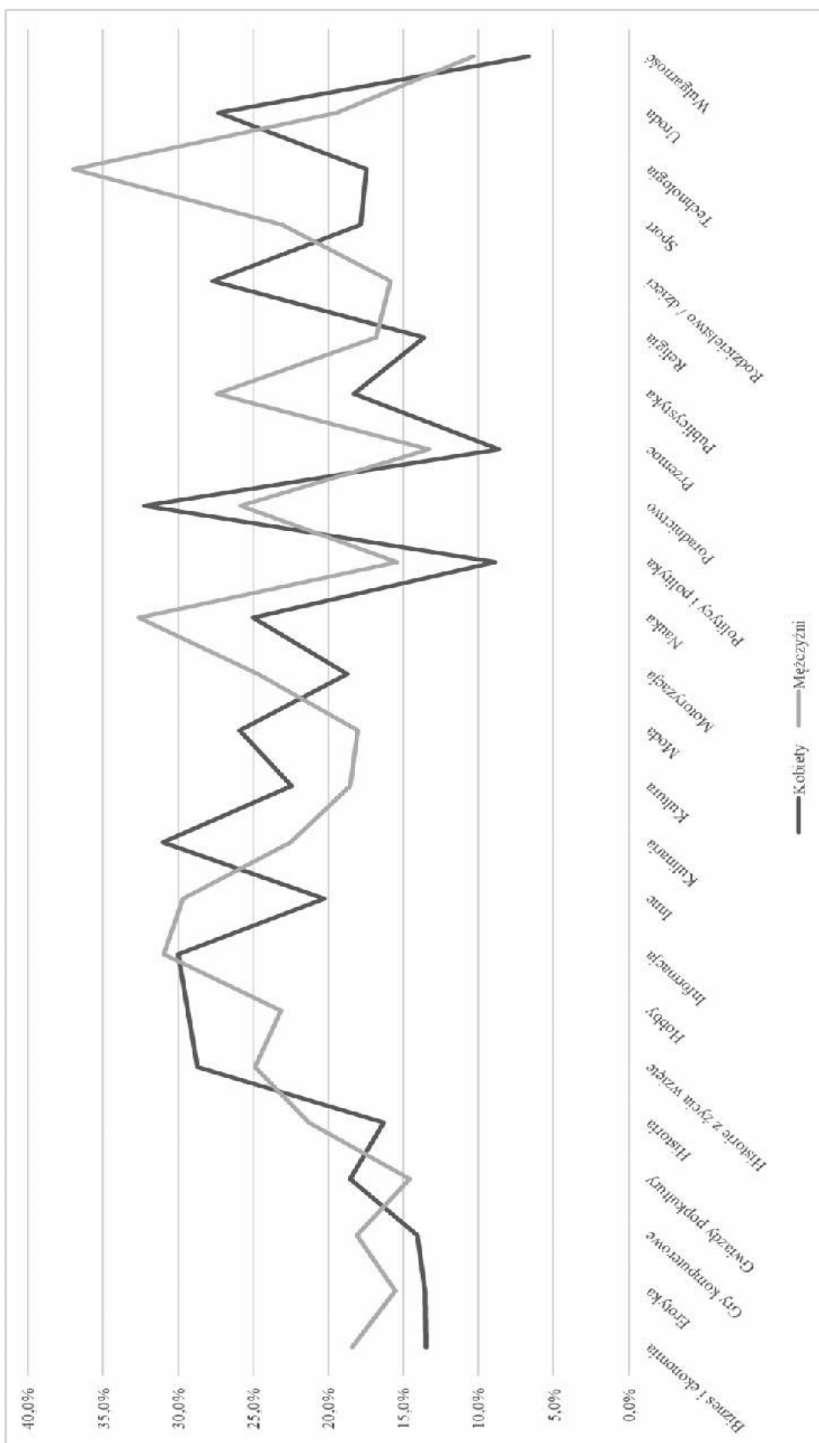 40,0%
35,0%
30,0%
25,0%
20,0%
15,0%
10,0%
5,0%
0,0%
Biznes i ekonomia
Erotyka
Gry komputerowe
Gwiazdy popkultury
Historia
Historie z życia wzięte
Hobby
Informacja
Inne
Kulinaria
Kultura
Moda
Motoryzacja
Nauka
Politycy i polityka
Poradnictwo
Przemoc
Publicystyka
Religia
Rodzicielstwo / dzieci
Sport
Technologia
Uroda
Wulgarność
Kobiety
Mężczyźni